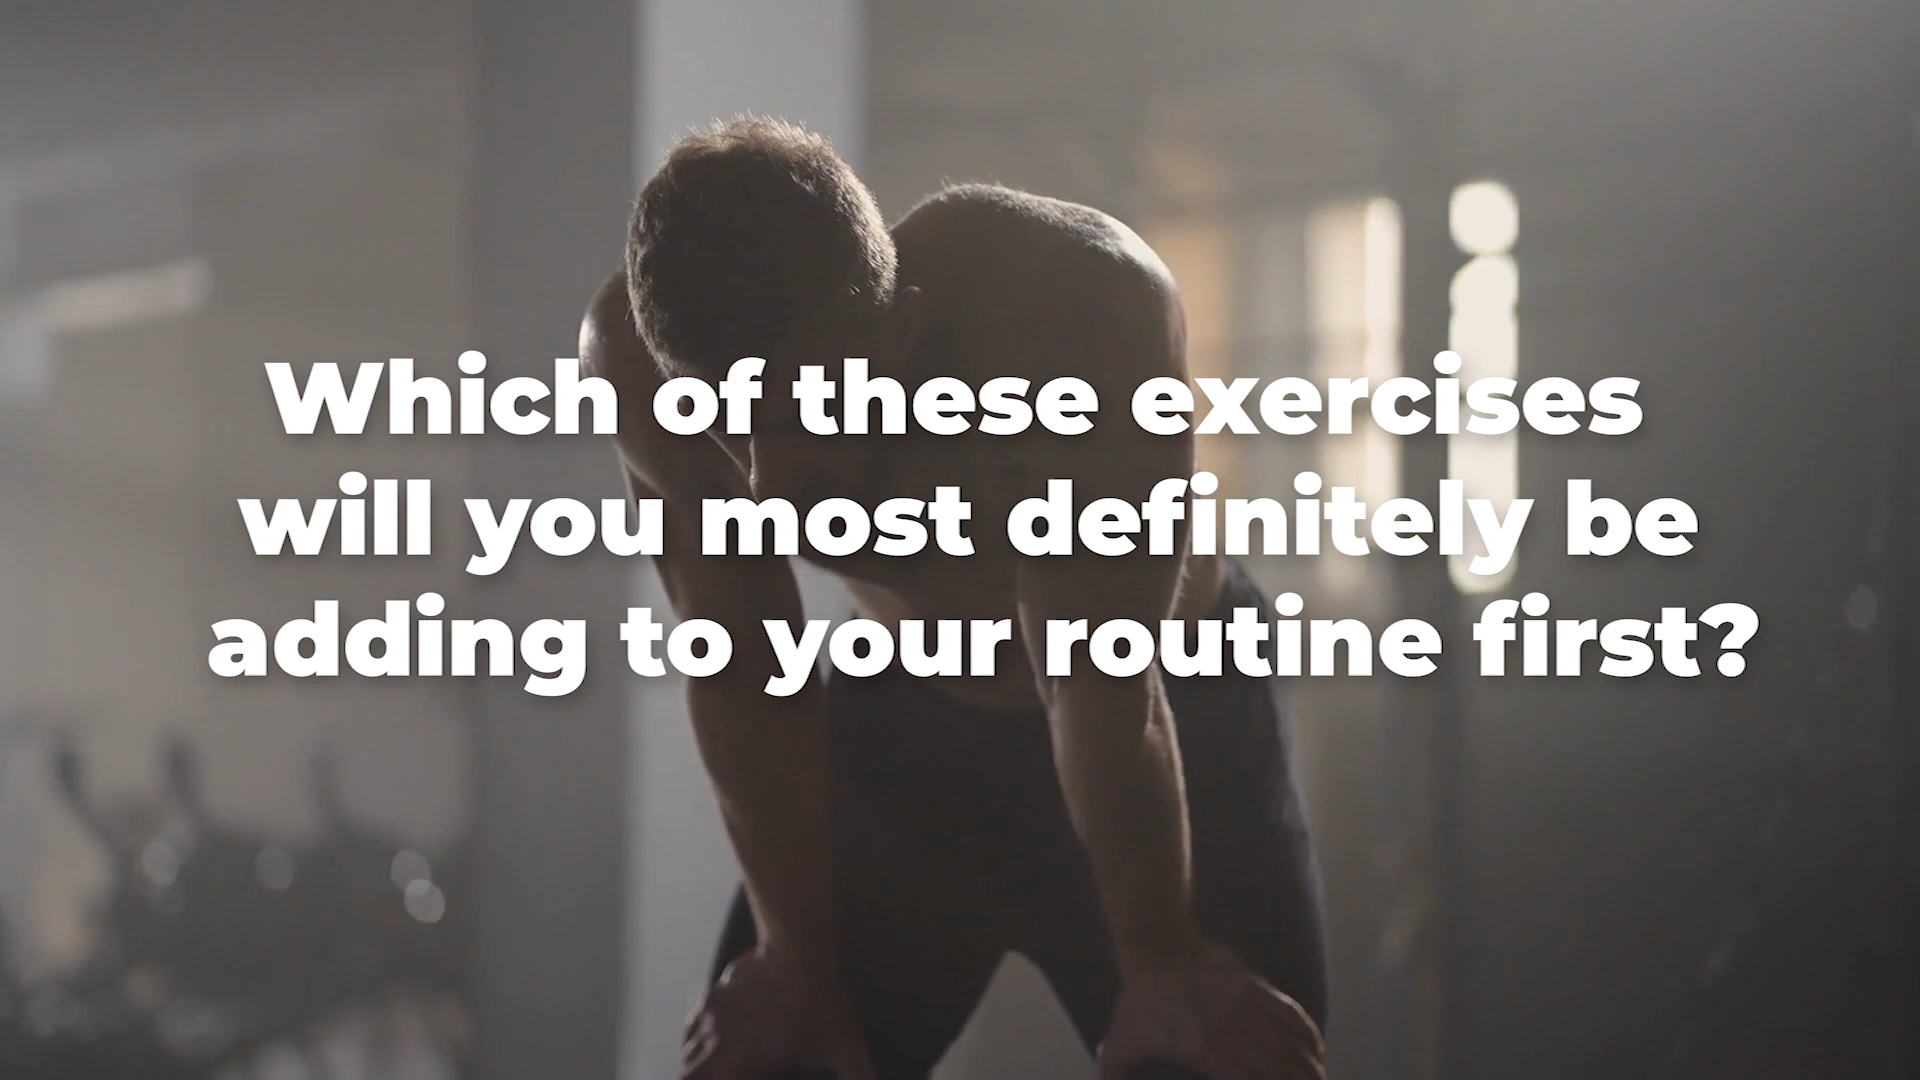 Which of these exercises
will you most definitely be
adding to your routine first?